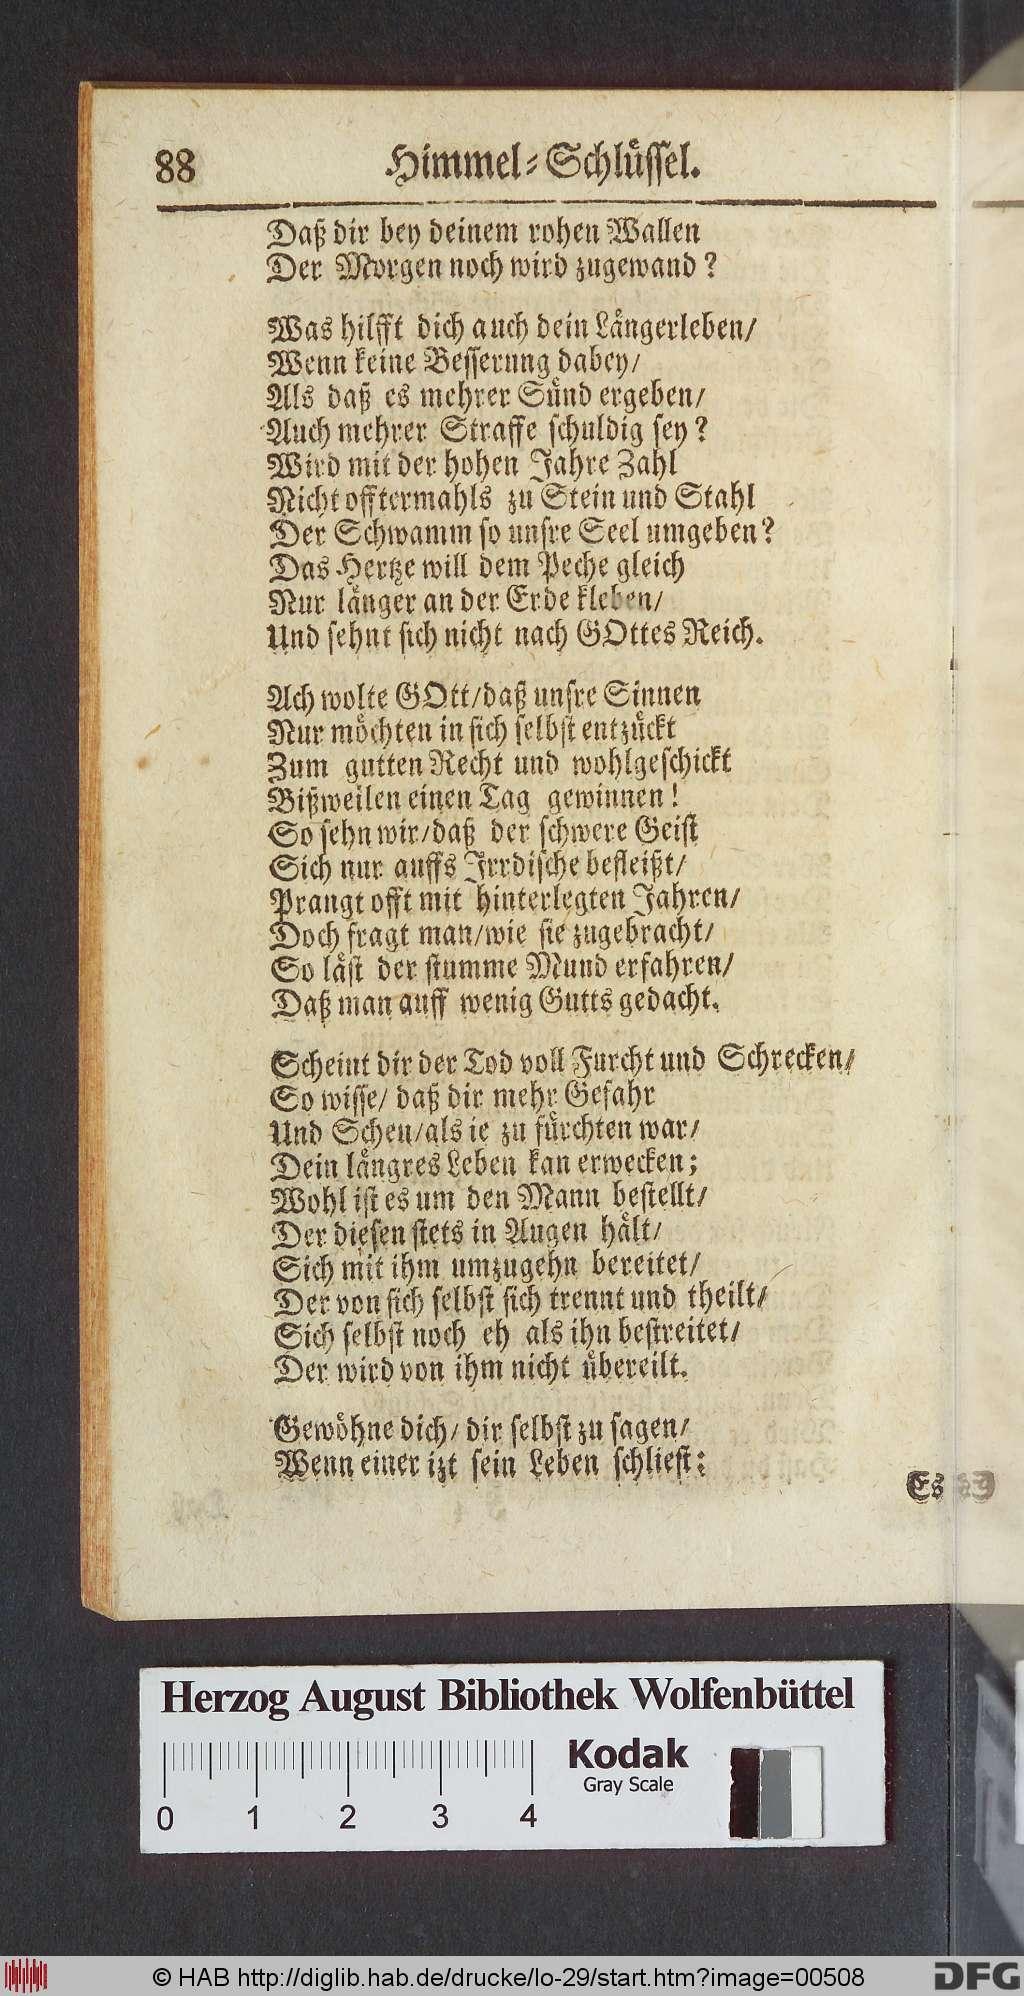 88 Himmel-Schlüssel.
Daß dir bey deinem rohen Wallen
Der Morgen noch wird zugewand?
Was hilfft dich auch dein Längerleben/
Wenn keine Besserung dabey/
Als daß es mehrer Sünd ergeben/
Auch mehrer Straffe schuldig sey?
Wird mit der hohen Jahre Zahl
Nicht offtermahls zu Stein und Stahl
Der Schwamm so unsre Seel umgeben?
Das Hertze will dem Peche gleich
Nur länger an der Erde kleben/
Und sehnt sich nicht nach GOttes Reich.
Ach wolte GOtt/daß unsre Sinnen
Nur möchten in sich selbst entzückt
Zum gutten Recht und wohlgeschickt
Bißweilen einen Tag gewinnen!
So sehn wir/daß der schwere Geist
Sich nur auffs Irrdische befleißt/
Prangt offt mit hinterlegten Jahren/
Doch fragt man/wie sie zugebracht/
So läst der stumme Mund erfahren/
Daß man auff wenig Gutts gedacht.
Scheint dir der Tod voll Furcht und Schrecken/
So wisse/ daß dir mehr Gefahr
Und Scheu/als ie zu fürchten war/
Dein längres Leben kan erwecken;
Wohl ist es um den Mann bestellt/
Der diesen stets in Augen hält/
Sich mit ihm umzugehn bereitet/
Der von sich selbst sich trennt und theilt/
Sich selbst noch eh als ihn bestreitet/
Der wird von ihm nicht übereilt.
Gewöhne dich/ dir selbst zu sagen/
Wenn einer izt sein Leben schliest:
Es
Herzog August Bibliothek Wolfenbüttel
Kodak
Gray Scale
0 1 2 3 4
© HAB http://diglib.hab.de/drucke/lo-29/start.htm?image=00508
DFG